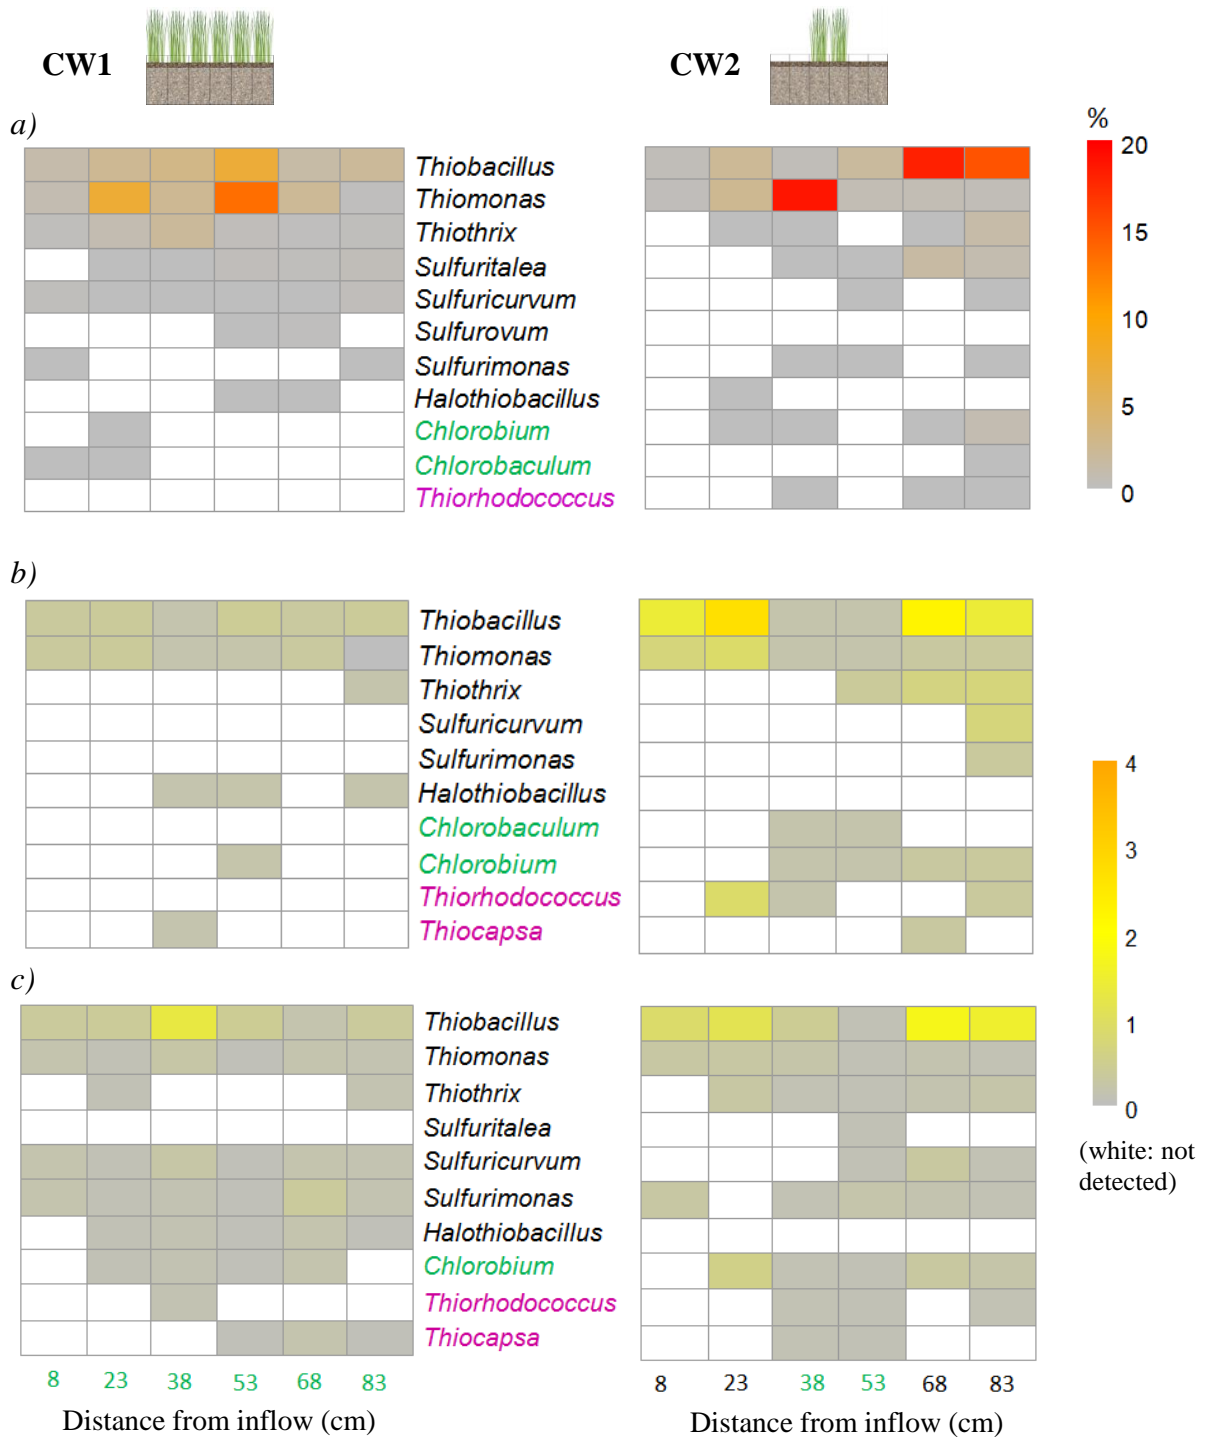 CW1
CW2
a)
Thiobacillus
Thiomonas
Thiothrix
Sulfuritalea
Sulfuricurvum
Sulfurovum
Sulfurimonas
Halothiobacillus
Chlorobium
Chlorobaculum
Thiorhodococcus
%
20
15
10
5
0
b)
Thiobacillus
Thiomonas
Thiothrix
Sulfuricurvum
Sulfurimonas
Halothiobacillus
Chlorobaculum
Chlorobium
Thiorhodococcus
Thiocapsa
4
3
2
1
0
(white: not
detected)
c)
Thiobacillus
Thiomonas
Thiothrix
Sulfuritalea
Sulfuricurvum
Sulfurimonas
Halothiobacillus
Chlorobium
Thiorhodococcus
Thiocapsa
8 23 38 53 68 83
Distance from inflow (cm)
8 23 38 53 68 83
Distance from inflow (cm)